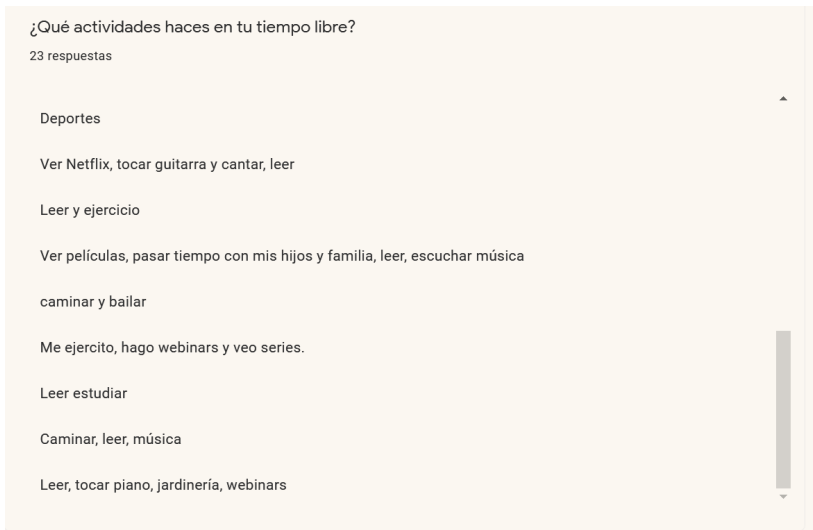 ¿Qué actividades haces en tu tiempo libre?
23 respuestas
Deportes
Ver Netflix, tocar guitarra y cantar, leer
Leer y ejercicio
Ver películas, pasar tiempo con mis hijos y familia, leer, escuchar música
caminar y bailar
Me ejercito, hago webinars y veo series.
Leer estudiar
Caminar, leer, música
Leer, tocar piano, jardinería, webinars